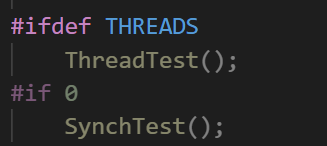 #ifdef THREADS
    ThreadTest();
#if 0
    SynchTest();